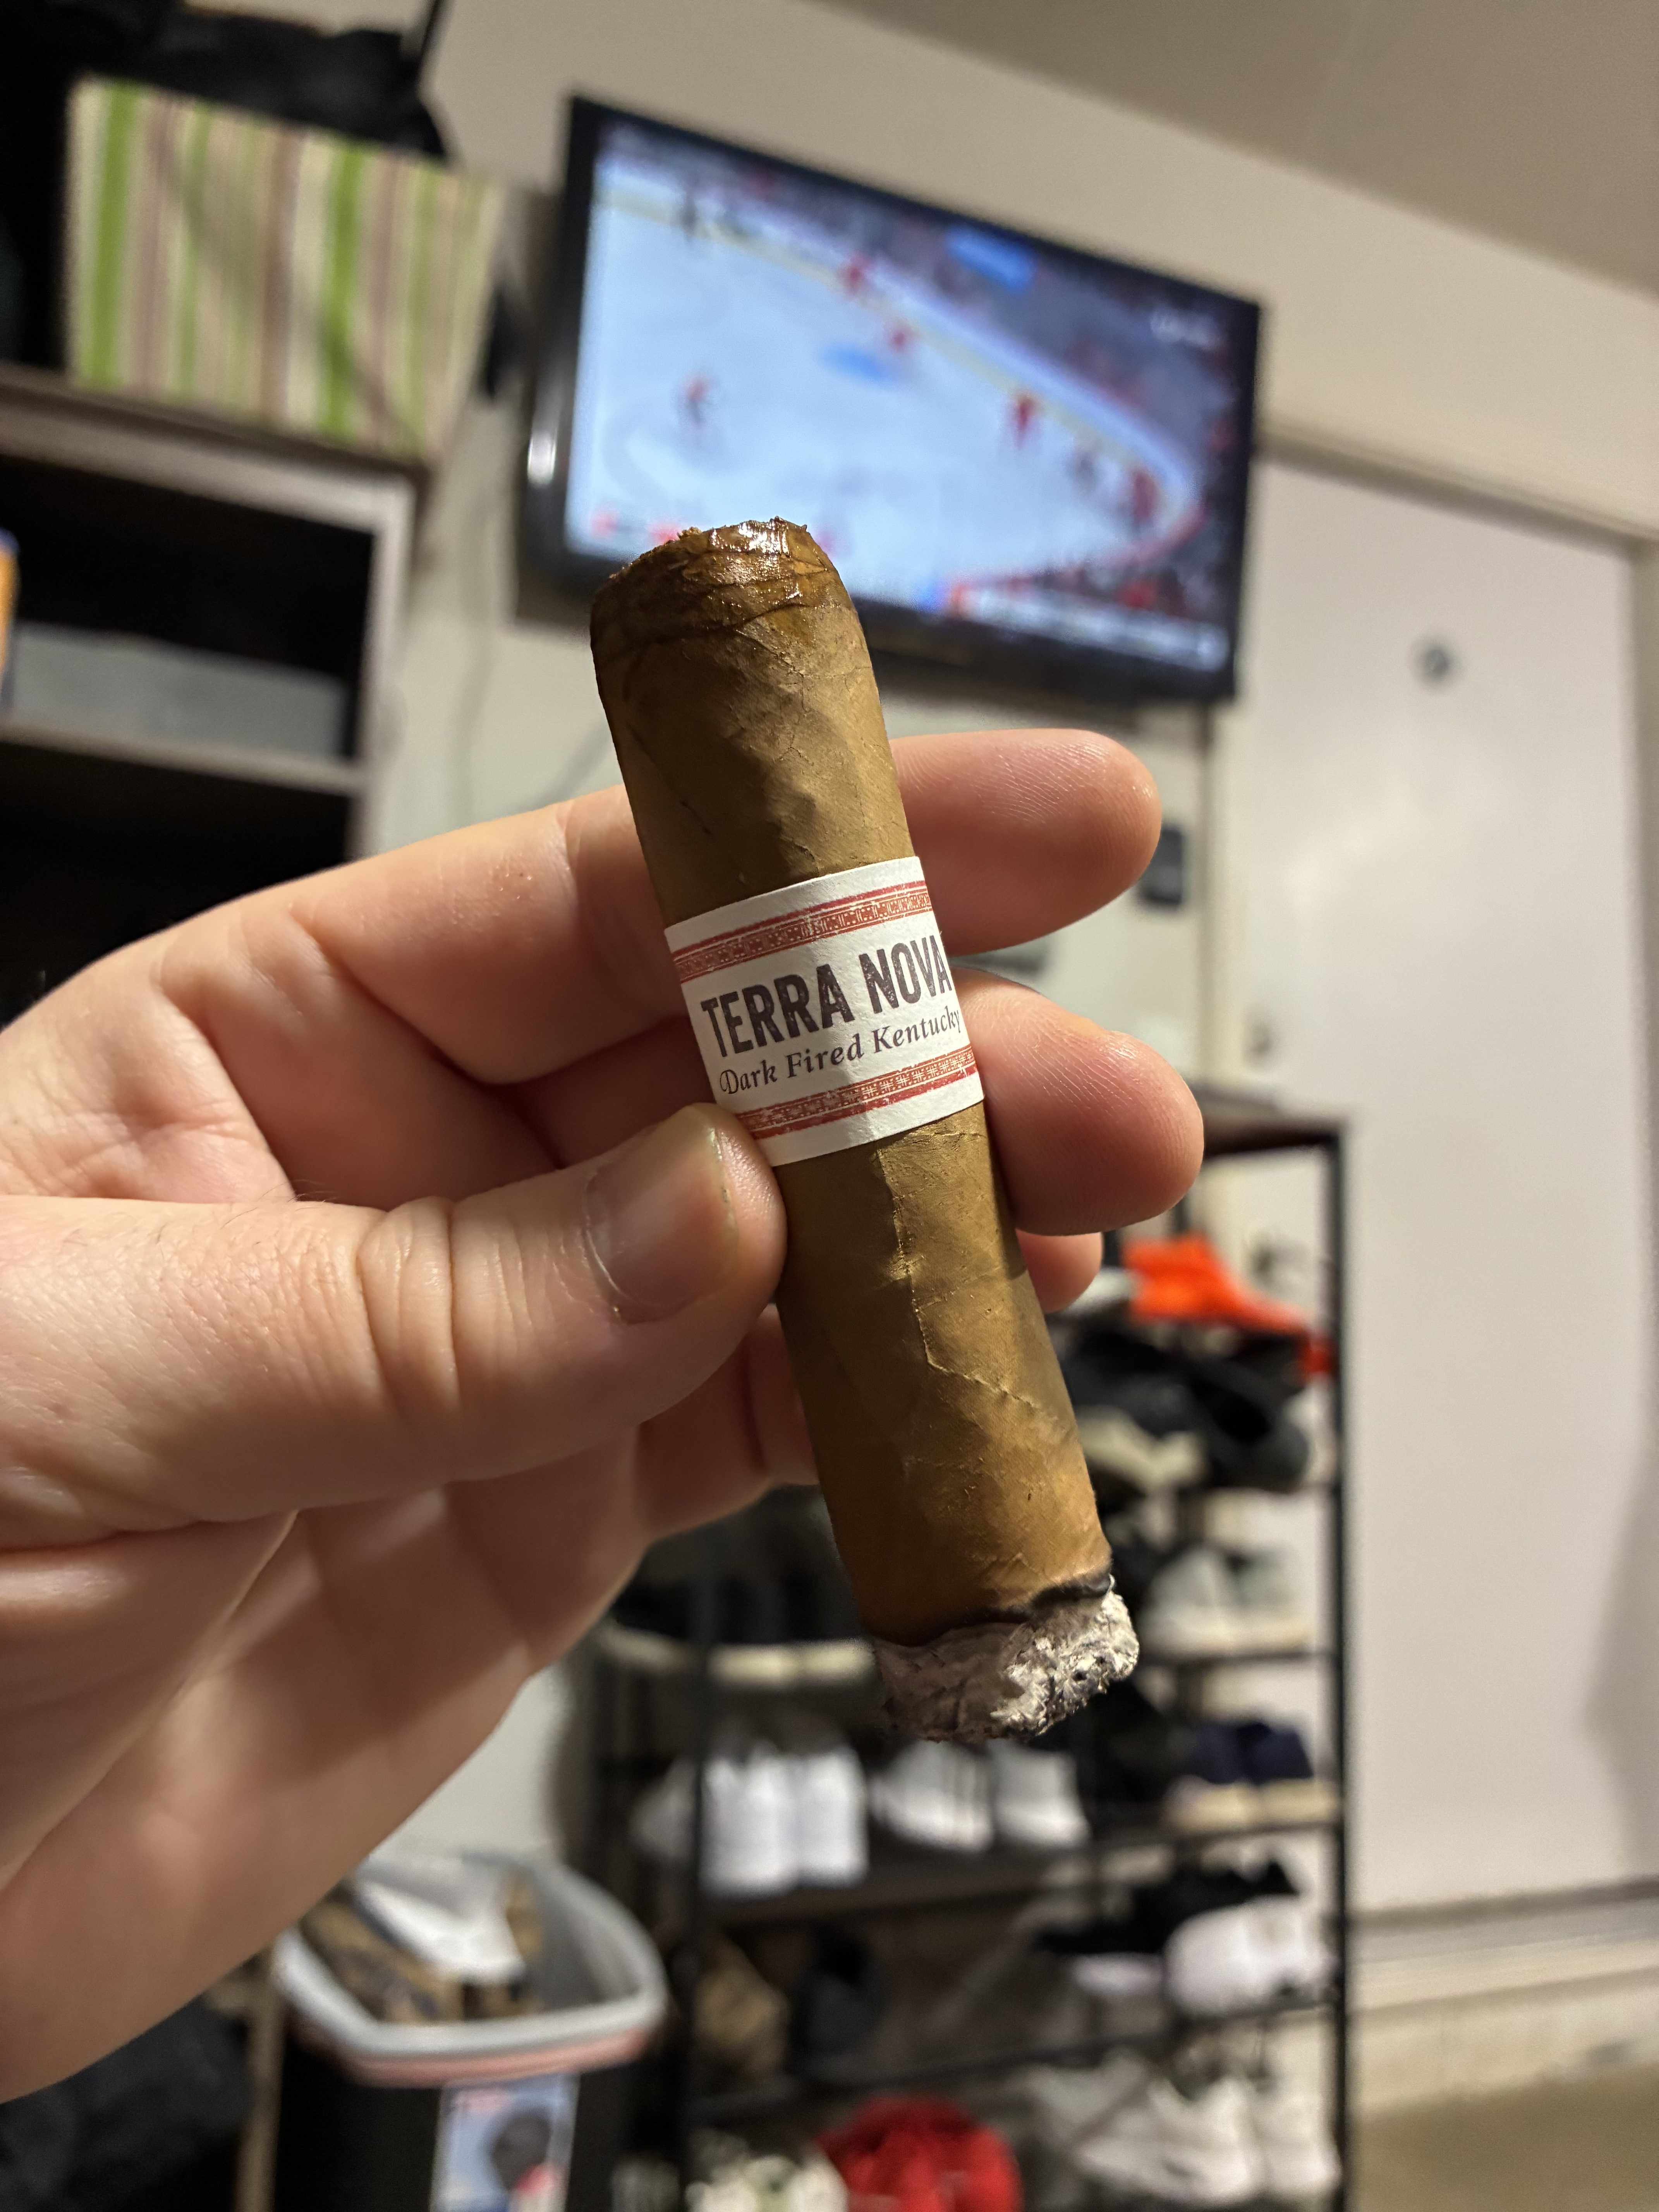 TERRA NOVA
Dark Fired Kentucky